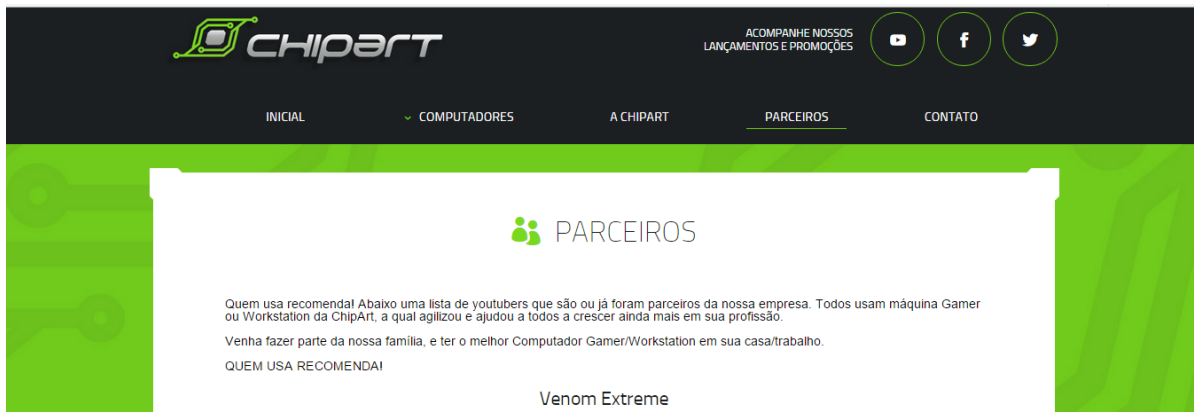 CHIPART
ACOMPANHE NOSSOS
LANÇAMENTOS E PROMOÇÕES
INICIAL
COMPUTADORES
A CHIPART
PARCEIROS
CONTATO
PARCEIROS
Quem usa recomenda! Abaixo uma lista de youtubers que são ou já foram parceiros da nossa empresa. Todos usam máquina Gamer
ou Workstation da ChipArt, a qual agilizou e ajudou a todos a crescer ainda mais em sua profissão.
Venha fazer parte da nossa família, e ter o melhor Computador Gamer/Workstation em sua casa/trabalho.
QUEM USA RECOMENDA!
Venom Extreme